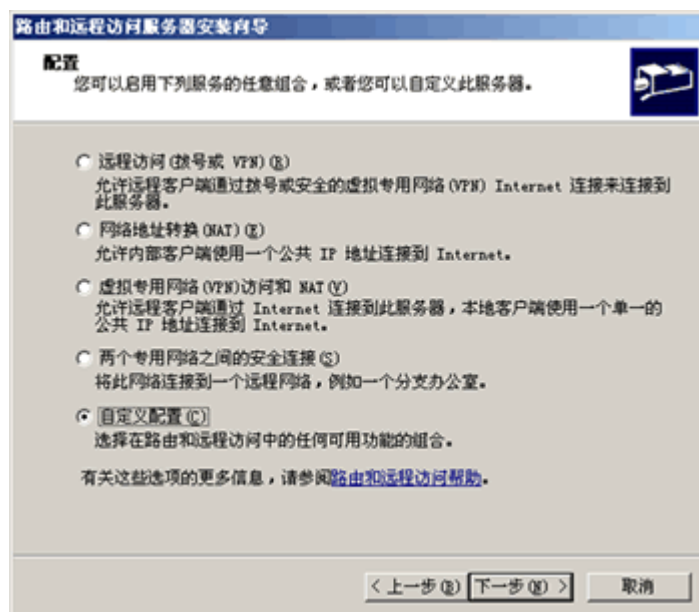 路由和远程访问服务器安装向导
配置
您可以启用下列服务的任意组合，或者您可以自定义此服务器。
远程访问(拨号或 VPN)(R)
允许远程客户端通过拨号或安全的虚拟专用网络(VPN) Internet 连接来连接到
此服务器。
网络地址转换(NAT)(E)
允许内部客户端使用一个公共 IP 地址连接到 Internet。
虚拟专用网络(VPN)访问和 NAT(V)
允许远程客户端通过 Internet 连接到此服务器，本地客户端使用一个单一的
公共 IP 地址连接到 Internet。
两个专用网络之间的安全连接(S)
将此网络连接到一个远程网络，例如一个分支办公室。
自定义配置(C)
选择在路由和远程访问中的任何可用功能的组合。
有关这些选项的更多信息，请参阅路由和远程访问帮助。
< 上一步(B) 下一步(N) > 取消